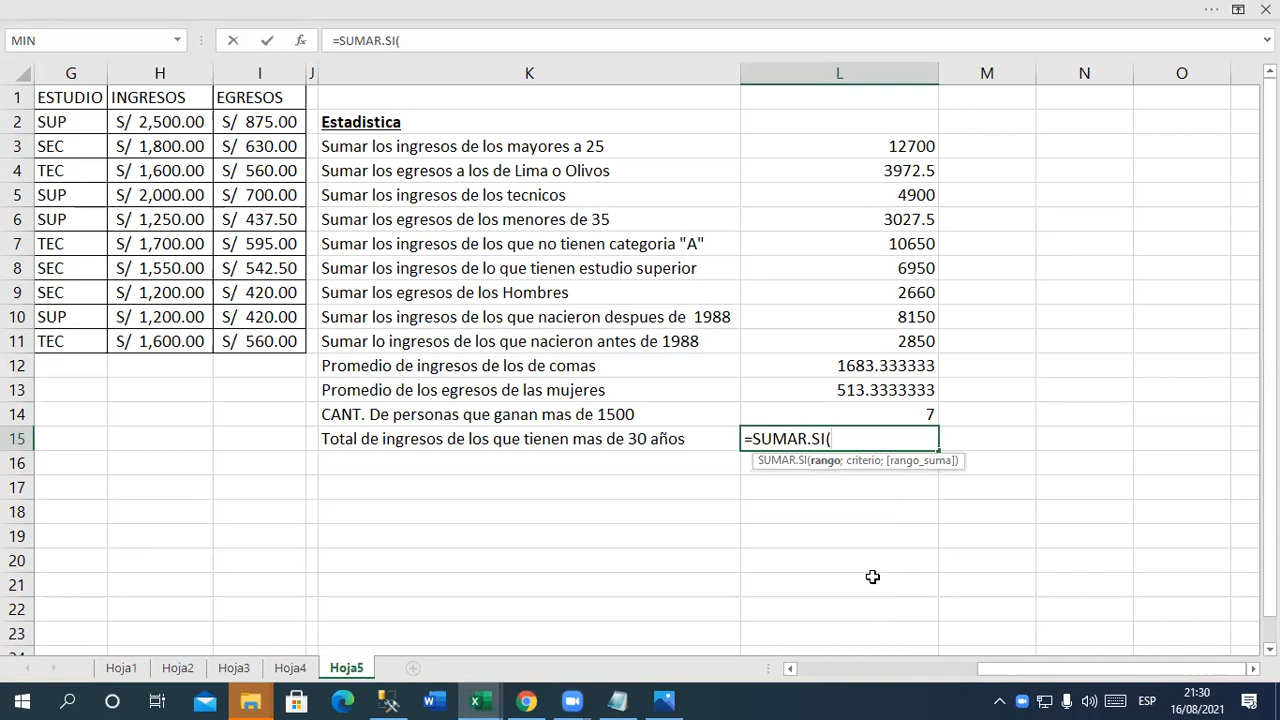 MIN
fx
=SUMAR.SI(
G H I J K L M N O
1 ESTUDIO INGRESOS EGRESOS
2 SUP S/ 2,500.00 S/ 875.00 Estadistica
3 SEC S/ 1,800.00 S/ 630.00 Sumar los ingresos de los mayores a 25 12700
4 TEC S/ 1,600.00 S/ 560.00 Sumar los egresos a los de Lima o Olivos 3972.5
5 SUP S/ 2,000.00 S/ 700.00 Sumar los ingresos de los tecnicos 4900
6 SUP S/ 1,250.00 S/ 437.50 Sumar los egresos de los menores de 35 3027.5
7 TEC S/ 1,700.00 S/ 595.00 Sumar los ingresos de los que no tienen categoria "A" 10650
8 SEC S/ 1,550.00 S/ 542.50 Sumar los ingresos de lo que tienen estudio superior 6950
9 SEC S/ 1,200.00 S/ 420.00 Sumar los egresos de los Hombres 2660
10 SUP S/ 1,200.00 S/ 420.00 Sumar los ingresos de los que nacieron despues de 1988 8150
11 TEC S/ 1,600.00 S/ 560.00 Sumar lo ingresos de los que nacieron antes de 1988 2850
12 Promedio de ingresos de los de comas 1683.333333
13 Promedio de los egresos de las mujeres 513.3333333
14 CANT. De personas que ganan mas de 1500 7
15 Total de ingresos de los que tienen mas de 30 años =SUMAR.SI(
SUMAR.SI(rango; criterio; [rango_suma])
16
17
18
19
20
21
22
23
Hoja1 Hoja2 Hoja3 Hoja4 Hoja5
ESP
21:30
16/08/2021